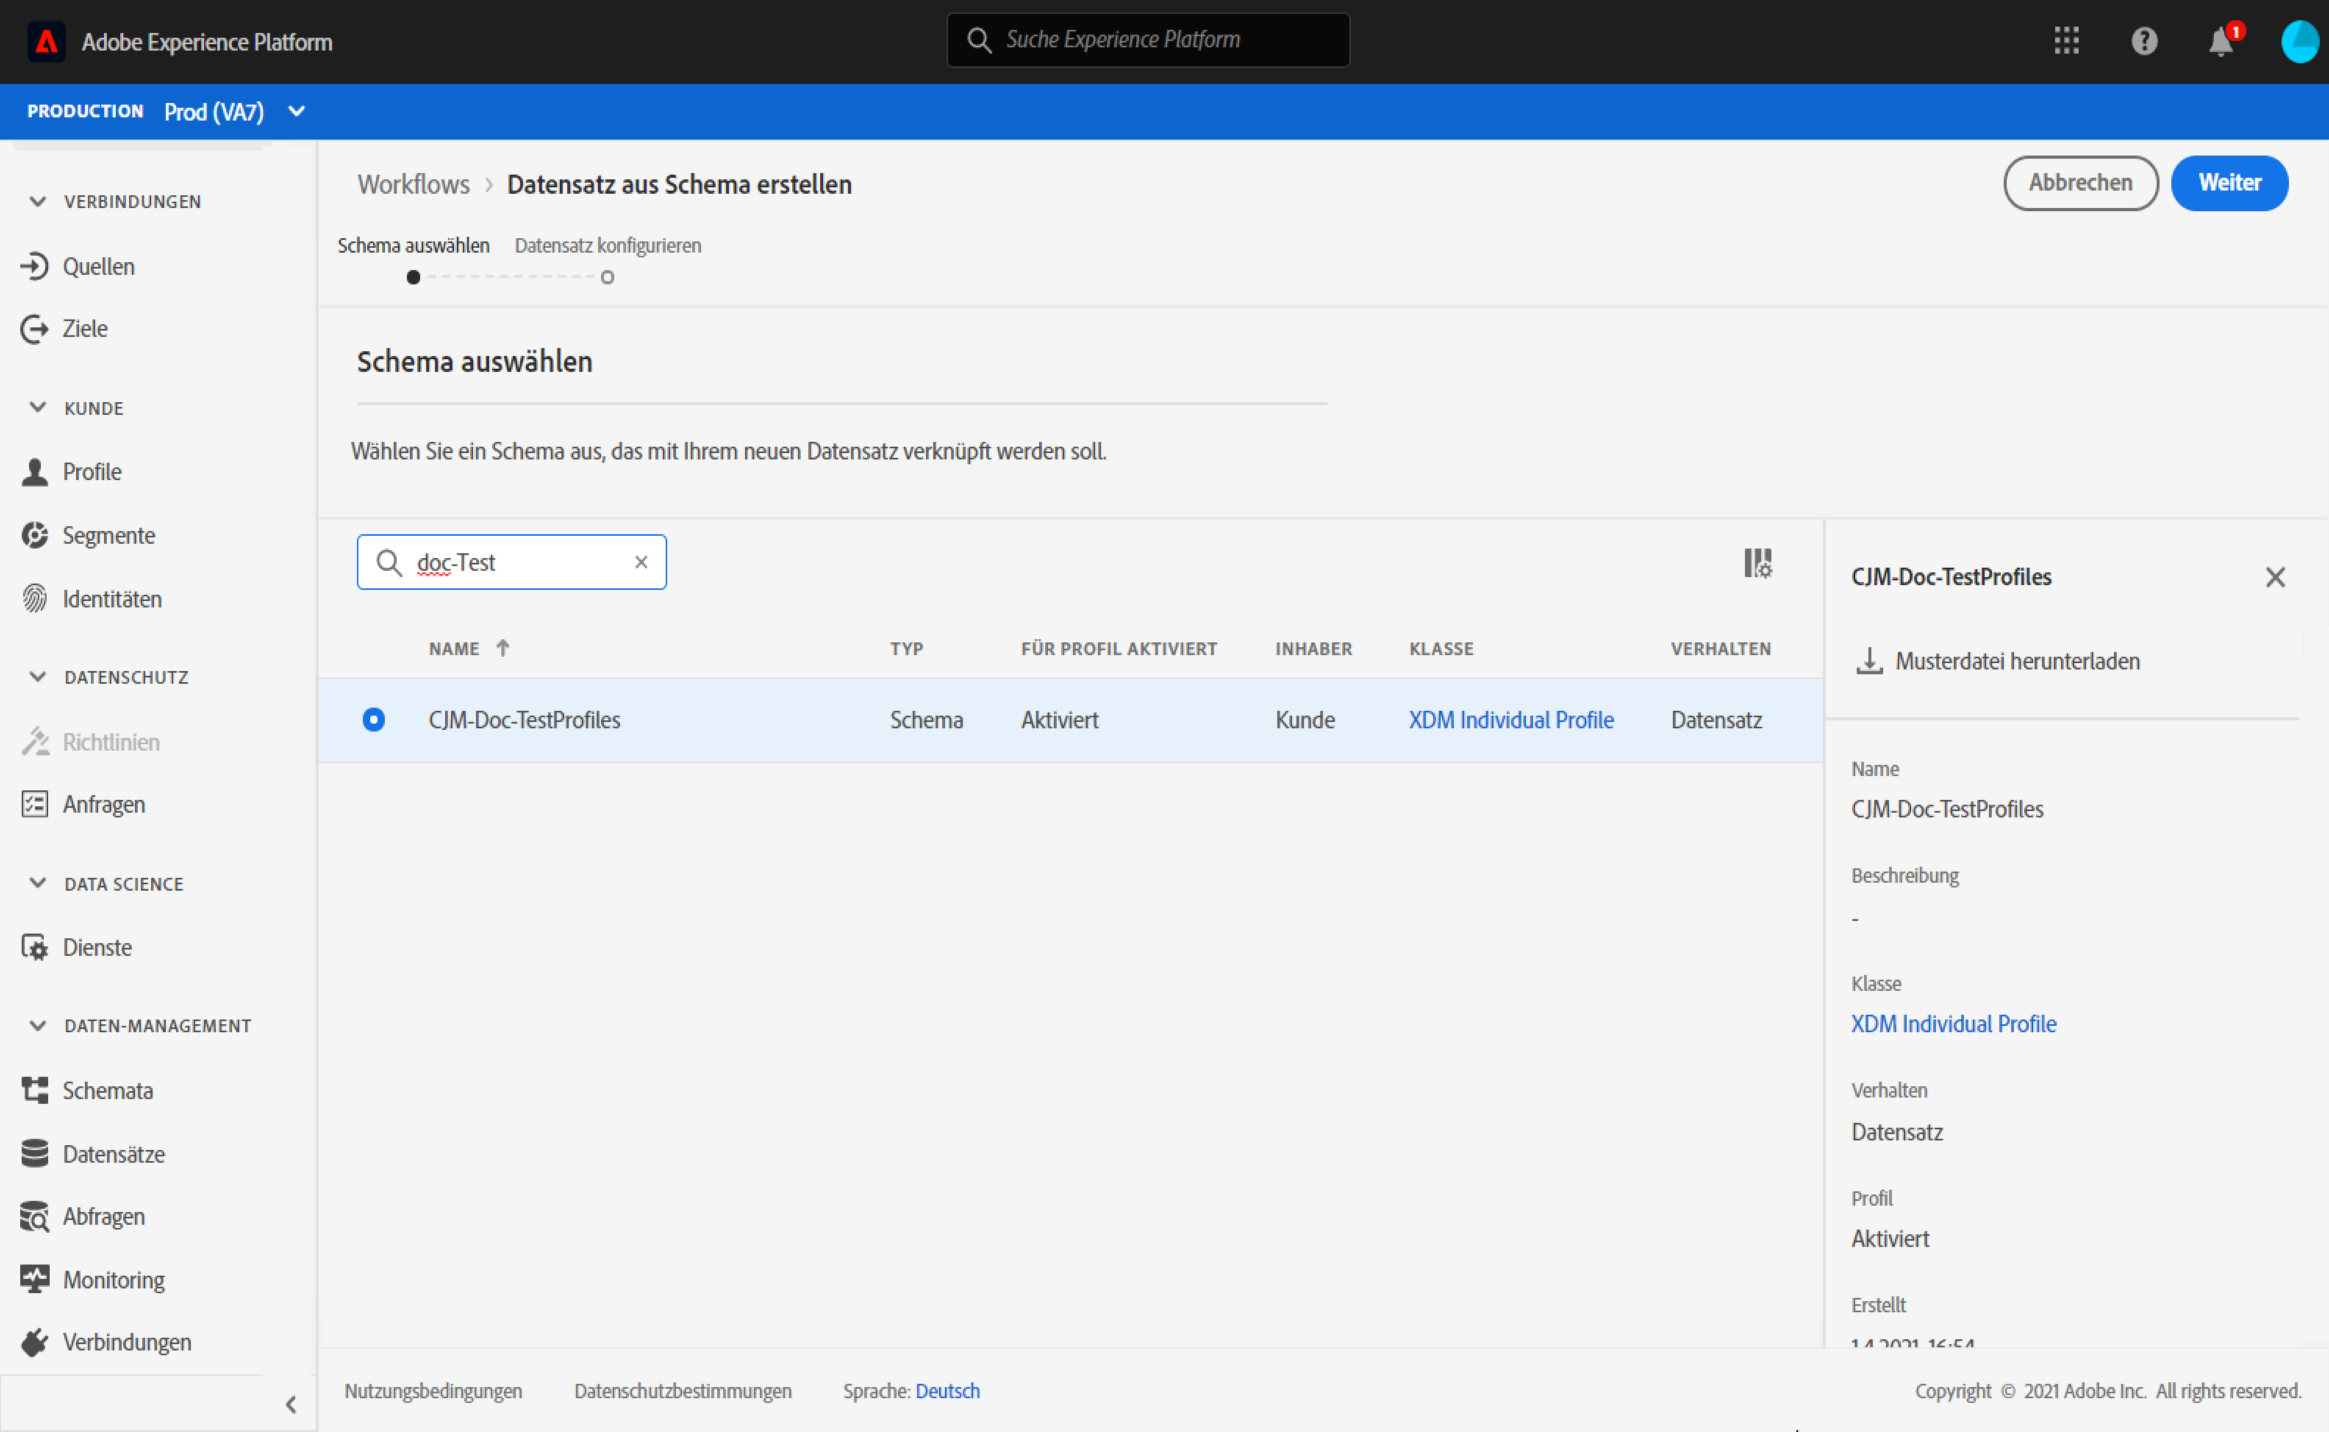 Adobe Experience Platform
Suche Experience Platform
1
PRODUCTION Prod (VA7)
VERBINDUNGEN
Quellen
Ziele
KUNDE
Profile
Segmente
Identitäten
DATENSCHUTZ
Richtlinien
Anfragen
DATA SCIENCE
Dienste
DATEN-MANAGEMENT
Schemata
Datensätze
Abfragen
Monitoring
Verbindungen
Workflows › Datensatz aus Schema erstellen
Abbrechen
Weiter
Schema auswählen Datensatz konfigurieren
Schema auswählen
Wählen Sie ein Schema aus, das mit Ihrem neuen Datensatz verknüpft werden soll.
doc-Test
NAME TYP FÜR PROFIL AKTIVIERT INHABER KLASSE VERHALTEN
CJM-Doc-TestProfiles Schema Aktiviert Kunde XDM Individual Profile Datensatz
CJM-Doc-TestProfiles
Musterdatei herunterladen
Name
CJM-Doc-TestProfiles
Beschreibung
-
Klasse
XDM Individual Profile
Verhalten
Datensatz
Profil
Aktiviert
Erstellt
1.4.2021, 16:54
Nutzungsbedingungen Datenschutzbestimmungen Sprache: Deutsch
Copyright © 2021 Adobe Inc. All rights reserved.